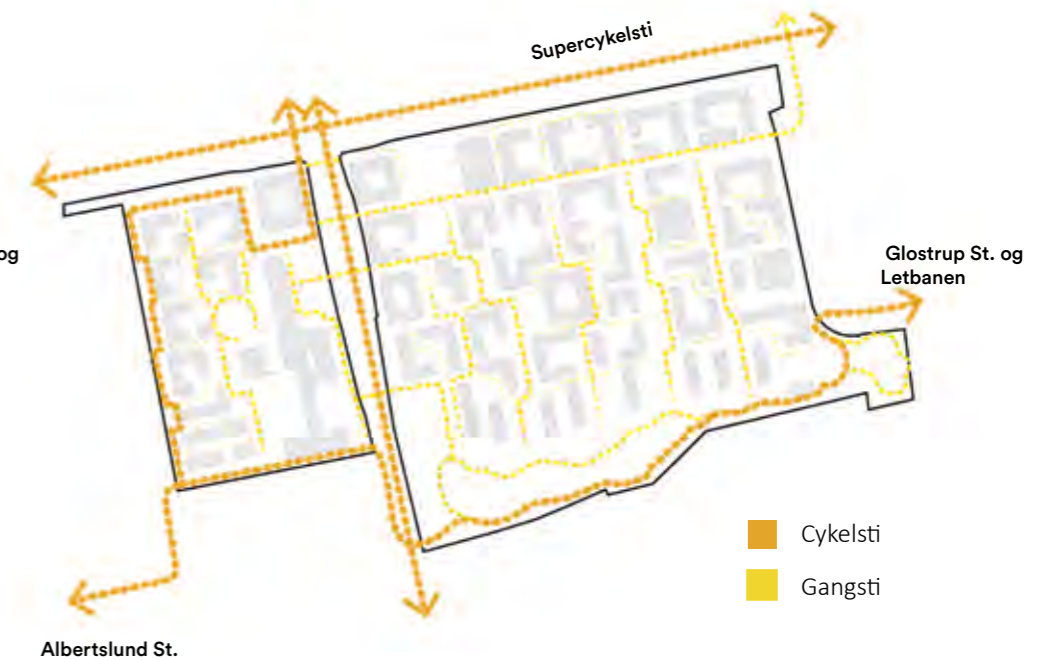 Supercykelsti
og
Glostrup St. og
Letbanen
Cykelsti
Gangsti
Albertslund St.